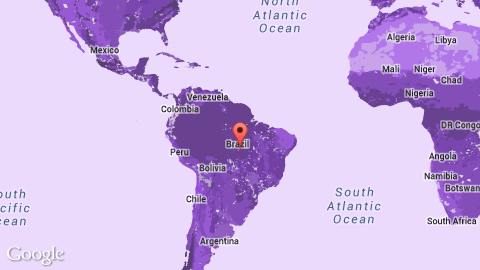 North
Atlantic
Ocean
Mexico
Algeria
Libya
Mali
Niger
Chad
Nigeria
Venezuela
Colombia
DR Congo
Brazil
Peru
Bolivia
Angola
Namibia
Botswan
Chile
South
Atlantic
Ocean
outh
cific
cean
South Africa
Argentina
Google